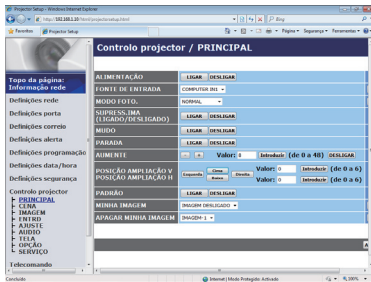 Projector Setup - Windows Internet Explorer
http://192.168.1.10/html/projectorsetup.html
Bing
Favoritos
Projector Setup
Página
Segurança
Ferramentas
Controlo projector / PRINCIPAL
Topo da página:
Informação rede
Definições rede
Definições porta
Definições correio
Definições alerta
Definições programação
Definições data/hora
Definições segurança
Controlo projector
PRINCIPAL
CENA
IMAGEM
ENTRD
AJUSTE
AUDIO
TELA
OPÇÃO
SERVIÇO
Telecomando
ALIMENTAÇÃO LIGAR DESLIGAR
FONTE DE ENTRADA COMPUTER IN1
MODO FOTO. NORMAL
SUPRESS.IMA
(LIGADO/DESLIGADO) LIGAR DESLIGAR
MUDO LIGAR DESLIGAR
PARADA LIGAR DESLIGAR
AUMENTE - + Valor: 0 Introduzir (de 0 a 48) DESLIGAR
POSIÇÃO AMPLIAÇÃO V Esquerda Cima Direita Valor: 0 Introduzir (de 0 a 6)
POSIÇÃO AMPLIAÇÃO H Baixo Valor: 0 Introduzir (de 0 a 6)
PADRÃO LIGAR DESLIGAR
MINHA IMAGEM IMAGEM DESLIGADO
APAGAR MINHA IMAGEM IMAGEM-1
A
Concluído
Internet | Modo Protegido: Activado
100%